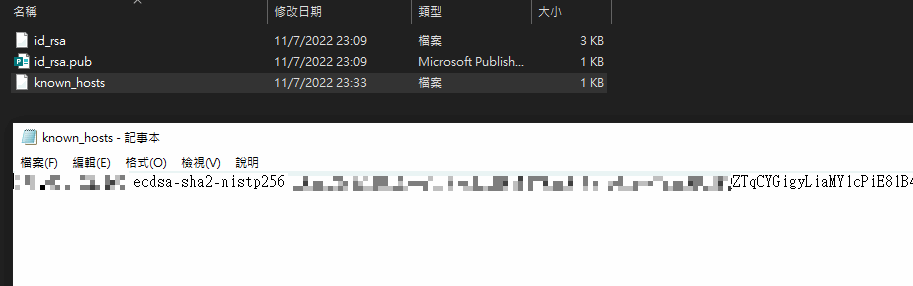 名稱 修改日期 類型 大小
id_rsa 11/7/2022 23:09 檔案 3 KB
id_rsa.pub 11/7/2022 23:09 Microsoft Publish... 1 KB
known_hosts 11/7/2022 23:33 檔案 1 KB
known_hosts - 記事本
檔案(F) 編輯(E) 格式(O) 檢視(V) 說明
ecdsa-sha2-nistp256 ZTqCYGigyLiaMYlcPiE81B4